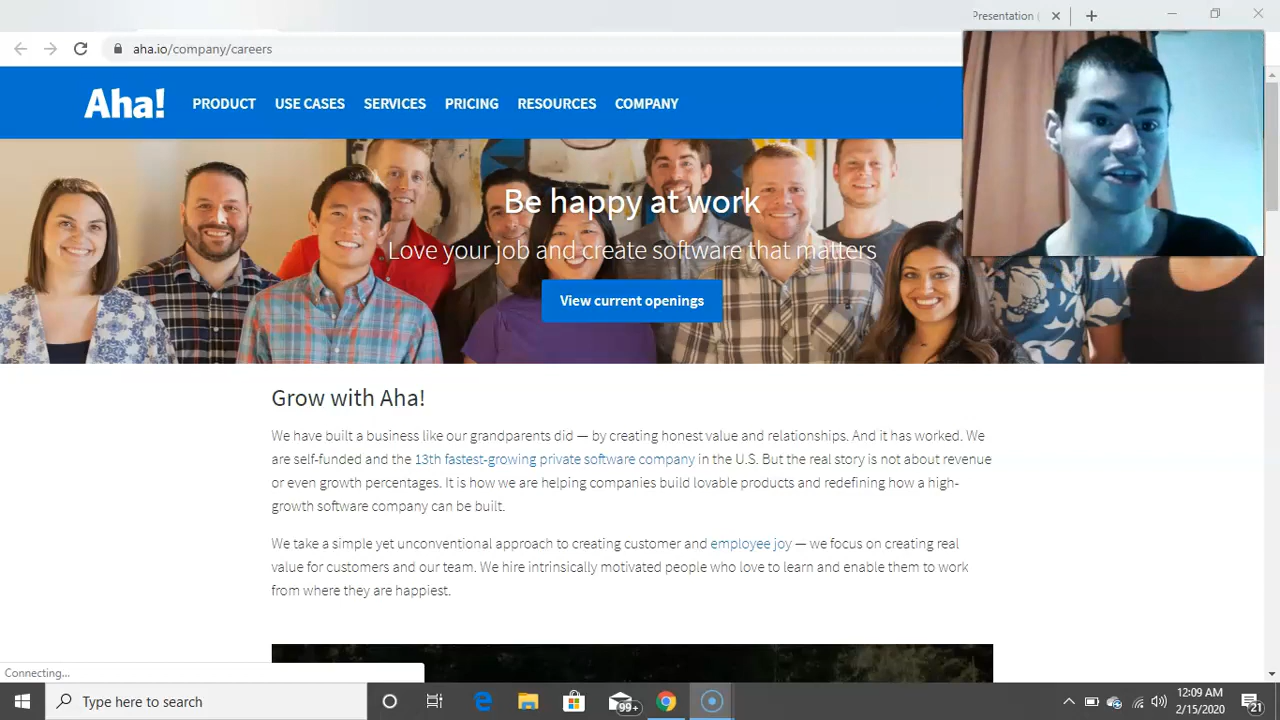 Presentation (
aha.io/company/careers
Aha! PRODUCT USE CASES SERVICES PRICING RESOURCES COMPANY
Be happy at work
Love your job and create software that matters
View current openings
Grow with Aha!
We have built a business like our grandparents did — by creating honest value and relationships. And it has worked. We
are self-funded and the 13th fastest-growing private software company in the U.S. But the real story is not about revenue
or even growth percentages. It is how we are helping companies build lovable products and redefining how a high-
growth software company can be built.
We take a simple yet unconventional approach to creating customer and employee joy — we focus on creating real
value for customers and our team. We hire intrinsically motivated people who love to learn and enable them to work
from where they are happiest.
Connecting...
Type here to search
99+
12:09 AM
2/15/2020
21